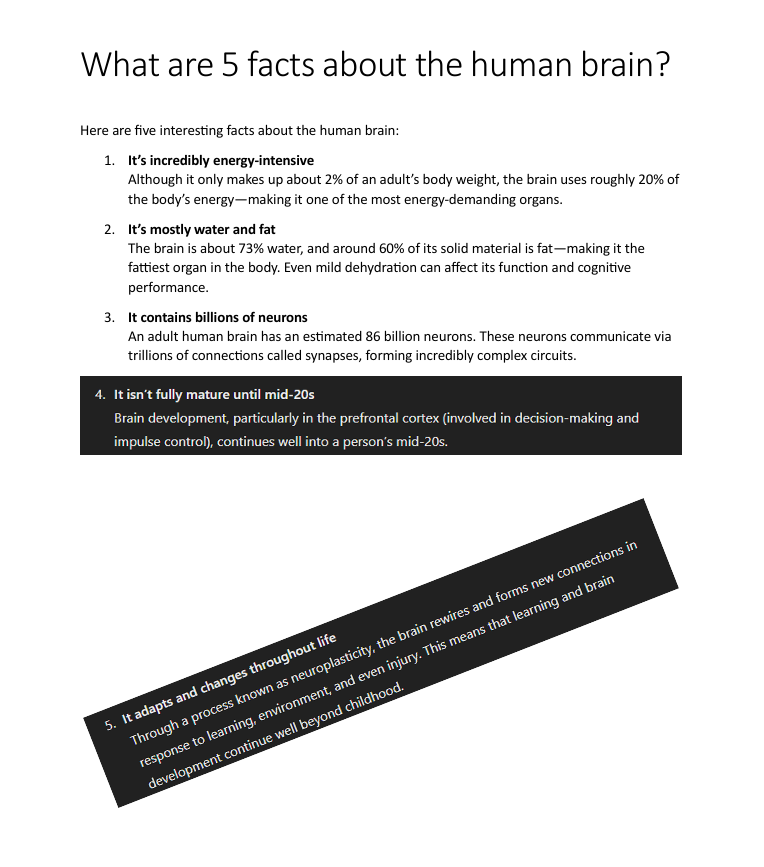 What are 5 facts about the human brain?
Here are five interesting facts about the human brain:
1. It’s incredibly energy-intensive
Although it only makes up about 2% of an adult’s body weight, the brain uses roughly 20% of
the body’s energy—making it one of the most energy-demanding organs.
2. It’s mostly water and fat
The brain is about 73% water, and around 60% of its solid material is fat—making it the
fattiest organ in the body. Even mild dehydration can affect its function and cognitive
performance.
3. It contains billions of neurons
An adult human brain has an estimated 86 billion neurons. These neurons communicate via
trillions of connections called synapses, forming incredibly complex circuits.
4. It isn’t fully mature until mid-20s
Brain development, particularly in the prefrontal cortex (involved in decision-making and
impulse control), continues well into a person’s mid-20s.
5. It adapts and changes throughout life
Through a process known as neuroplasticity, the brain rewires and forms new connections in
response to learning, environment, and even injury. This means that learning and brain
development continue well beyond childhood.